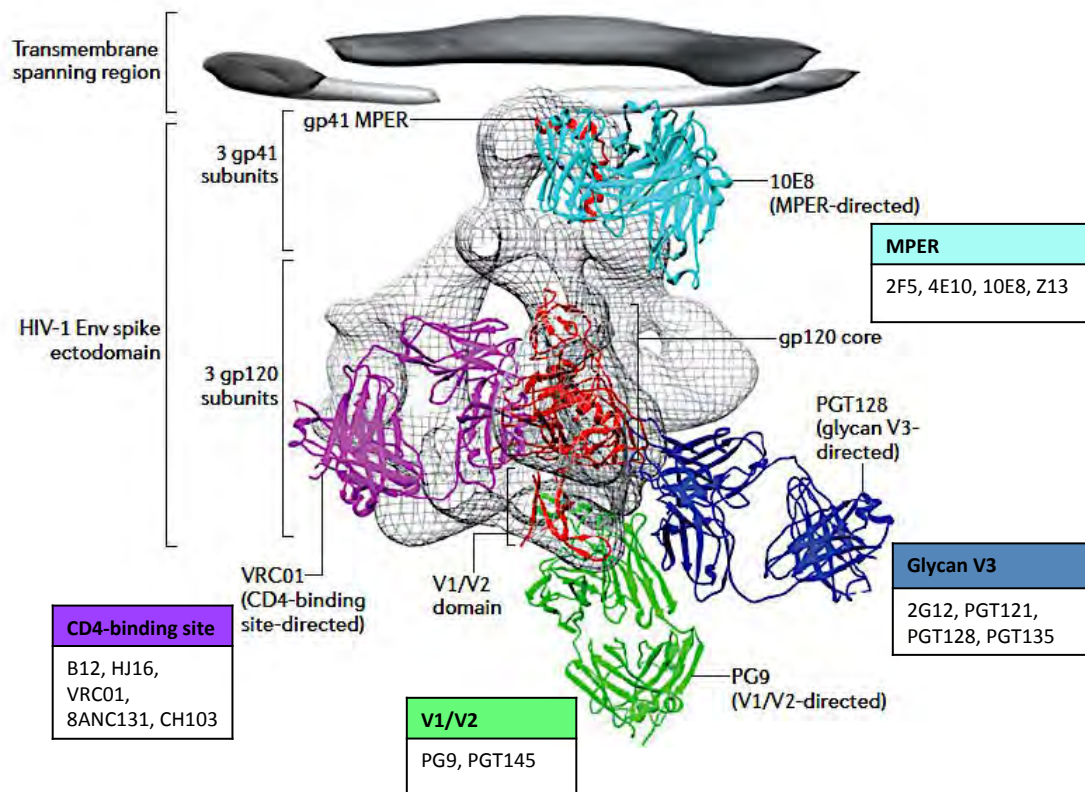 Transmembrane
spanning region
gp41 MPER
3 gp41
subunits
10E8
(MPER-directed)
MPER
2F5, 4E10, 10E8, Z13
HIV-1 Env spike
ectodomain
gp120 core
3 gp120
subunits
PGT128
(glycan V3-
directed)
VRC01
(CD4-binding
site-directed)
V1/V2
domain
Glycan V3
2G12, PGT121,
PGT128, PGT135
CD4-binding site
B12, HJ16,
VRC01,
8ANC131, CH103
PG9
(V1/V2-directed)
V1/V2
PG9, PGT145